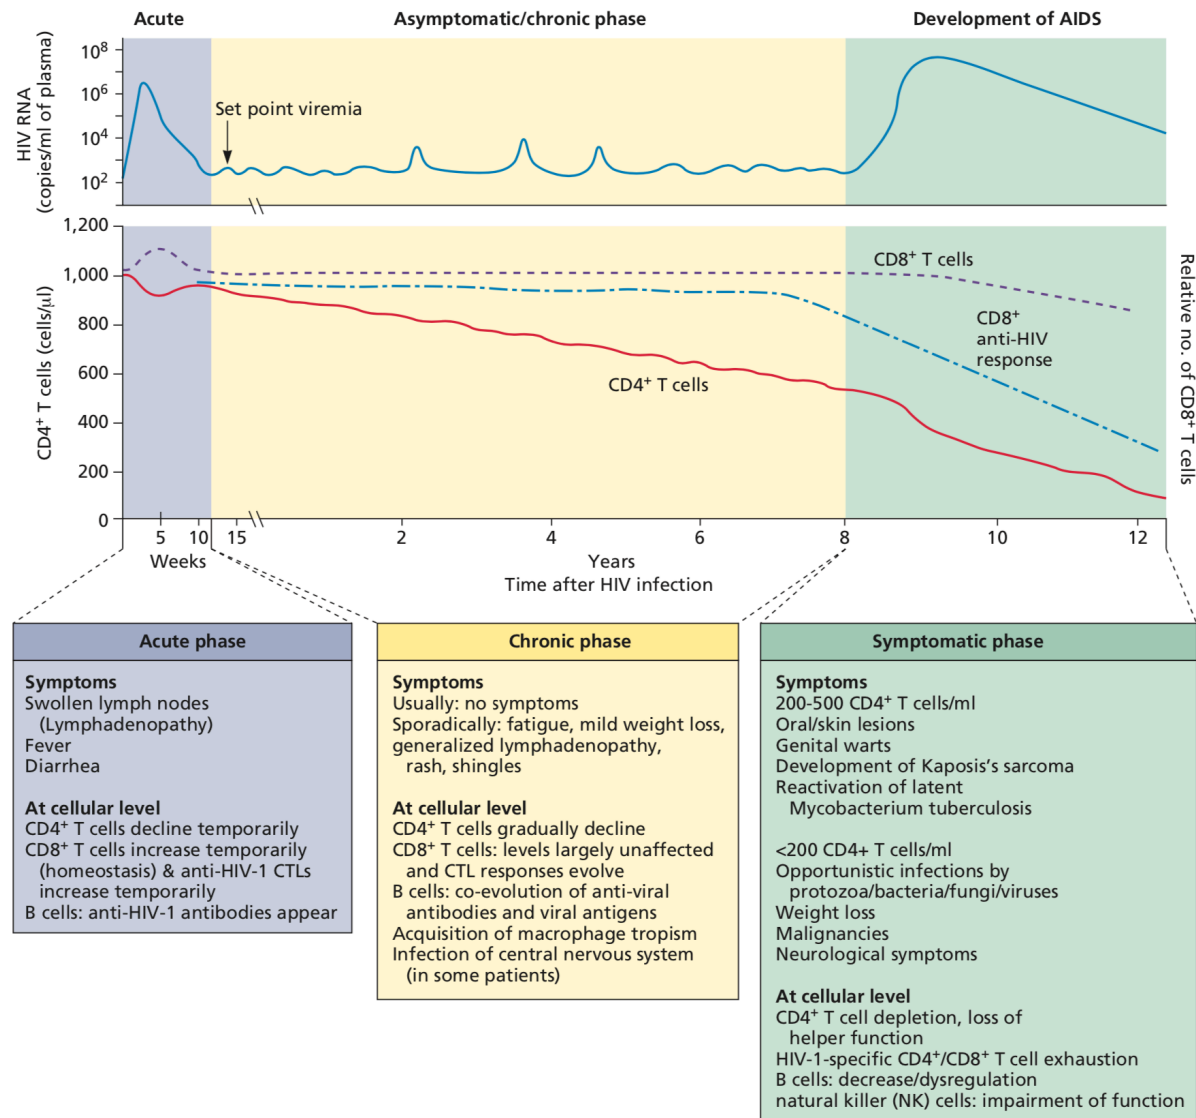 Acute
Asymptomatic/chronic phase
Development of AIDS
HIV RNA
(copies/ml of plasma)
10⁸
10⁶
10⁴
10²
Set point viremia
CD4⁺ T cells (cells/µl)
1,200
1,000
800
600
400
200
0
CD8⁺ T cells
CD8⁺
anti-HIV
response
CD4⁺ T cells
Relative no. of CD8⁺ T cells
5 10 15 2 4 6 8 10 12
Weeks
Years
Time after HIV infection
Acute phase
Symptoms
Swollen lymph nodes
(Lymphadenopathy)
Fever
Diarrhea
At cellular level
CD4⁺ T cells decline temporarily
CD8⁺ T cells increase temporarily
(homeostasis) & anti-HIV-1 CTLs
increase temporarily
B cells: anti-HIV-1 antibodies appear
Chronic phase
Symptoms
Usually: no symptoms
Sporadically: fatigue, mild weight loss,
generalized lymphadenopathy,
rash, shingles
At cellular level
CD4⁺ T cells gradually decline
CD8⁺ T cells: levels largely unaffected
and CTL responses evolve
B cells: co-evolution of anti-viral
antibodies and viral antigens
Acquisition of macrophage tropism
Infection of central nervous system
(in some patients)
Symptomatic phase
Symptoms
200-500 CD4⁺ T cells/ml
Oral/skin lesions
Genital warts
Development of Kaposis's sarcoma
Reactivation of latent
Mycobacterium tuberculosis
<200 CD4+ T cells/ml
Opportunistic infections by
protozoa/bacteria/fungi/viruses
Weight loss
Malignancies
Neurological symptoms
At cellular level
CD4⁺ T cell depletion, loss of
helper function
HIV-1-specific CD4⁺/CD8⁺ T cell exhaustion
B cells: decrease/dysregulation
natural killer (NK) cells: impairment of function